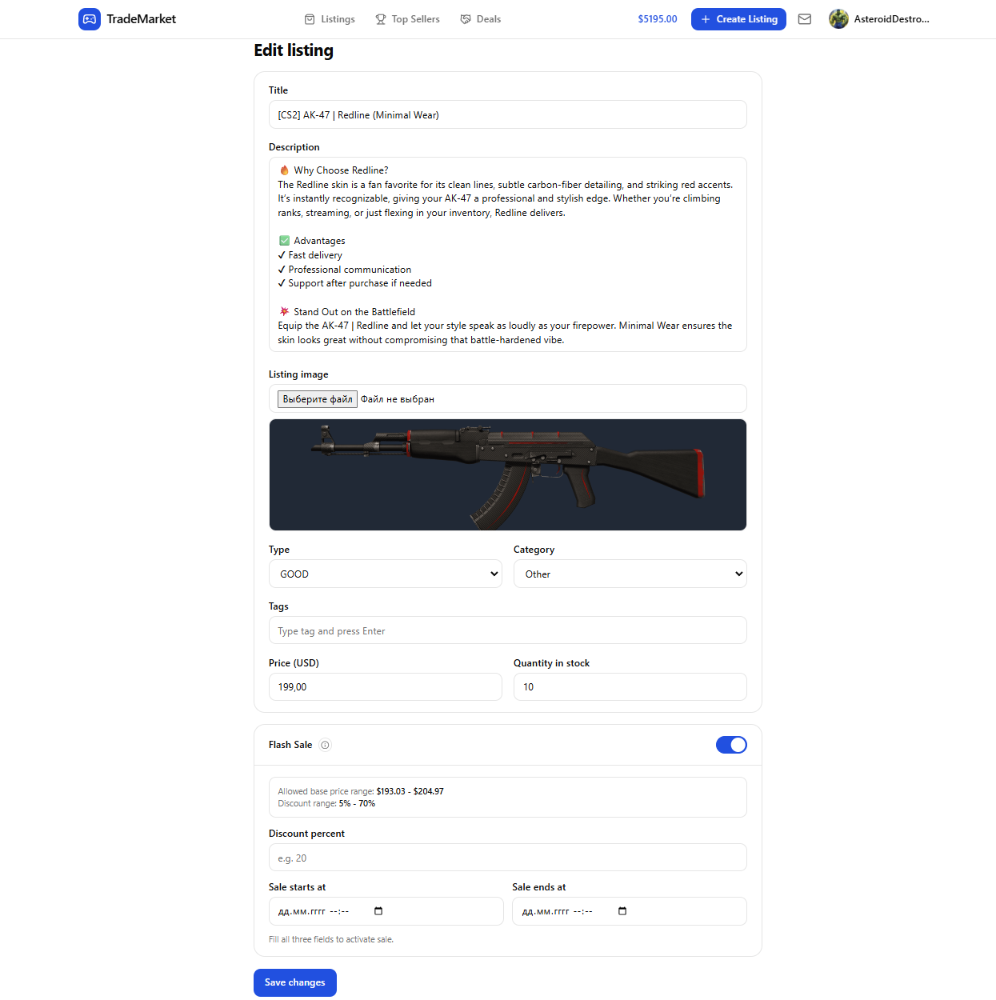 TradeMarket
Listings
Top Sellers
Deals
$5195.00
Create Listing
AsteroidDestro...
Edit listing
Title
[CS2] AK-47 | Redline (Minimal Wear)
Description
🔥 Why Choose Redline?
The Redline skin is a fan favorite for its clean lines, subtle carbon-fiber detailing, and striking red accents.
It’s instantly recognizable, giving your AK-47 a professional and stylish edge. Whether you’re climbing
ranks, streaming, or just flexing in your inventory, Redline delivers.
✅ Advantages
✔ Fast delivery
✔ Professional communication
✔ Support after purchase if needed
💥 Stand Out on the Battlefield
Equip the AK-47 | Redline and let your style speak as loudly as your firepower. Minimal Wear ensures the
skin looks great without compromising that battle-hardened vibe.
Listing image
Выберите файл Файл не выбран
Type
Category
GOOD
Other
Tags
Type tag and press Enter
Price (USD)
Quantity in stock
199,00
10
Flash Sale
Allowed base price range: $193.03 - $204.97
Discount range: 5% - 70%
Discount percent
e.g. 20
Sale starts at
Sale ends at
дд.мм.гггг --:--
дд.мм.гггг --:--
Fill all three fields to activate sale.
Save changes